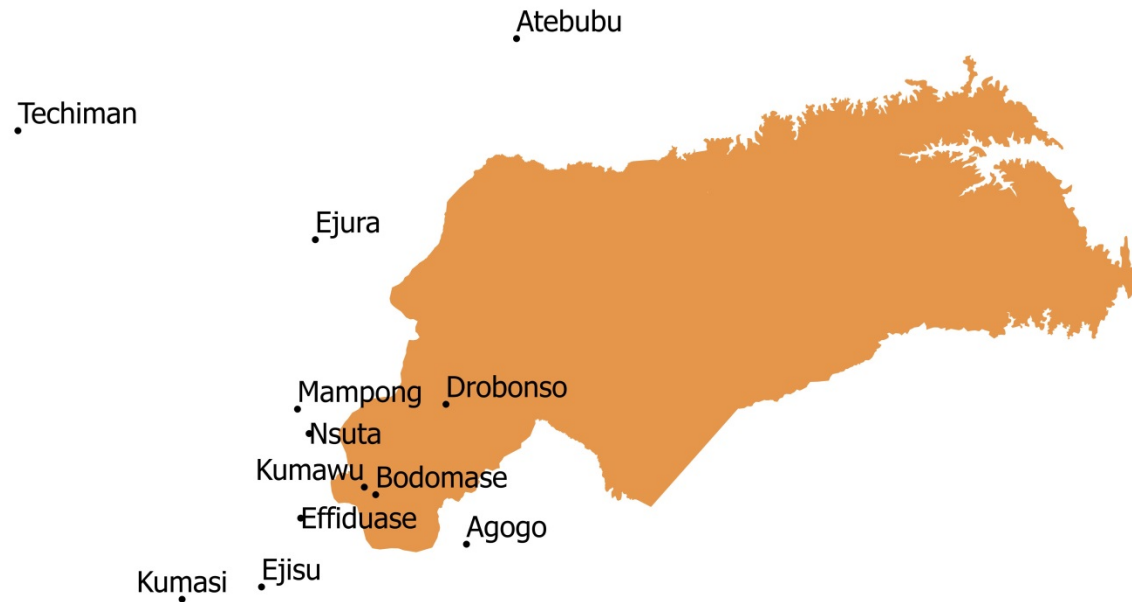 Atebubu
Techiman
Ejura
Mampong
Drobonso
Nsuta
Kumawu
Bodomase
Effiduase
Agogo
Ejisu
Kumasi